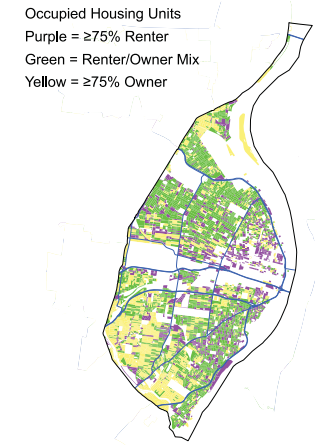 Occupied Housing Units
Purple = ≥75% Renter
Green = Renter/Owner Mix
Yellow = ≥75% Owner